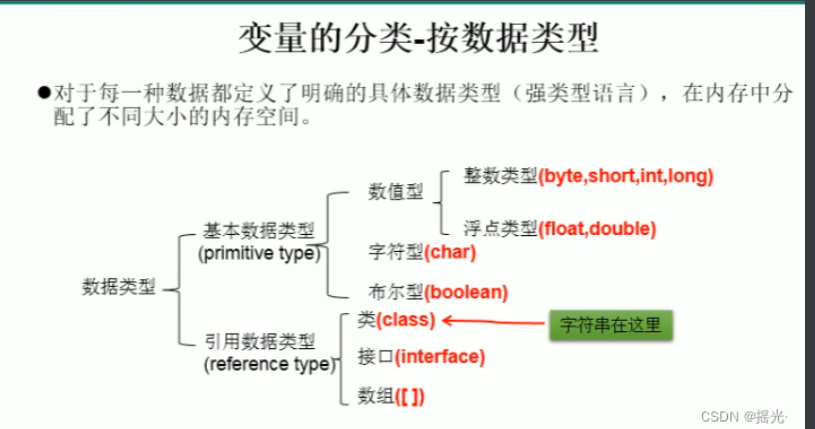 变量的分类-按数据类型
●对于每一种数据都定义了明确的具体数据类型（强类型语言），在内存中分
配了不同大小的内存空间。
整数类型(byte,short,int,long)
数值型
浮点类型(float,double)
基本数据类型
(primitive type)
字符型(char)
数据类型
布尔型(boolean)
类(class)
字符串在这里
引用数据类型
(reference type)
接口(interface)
数组([ ])
CSDN @摇光·